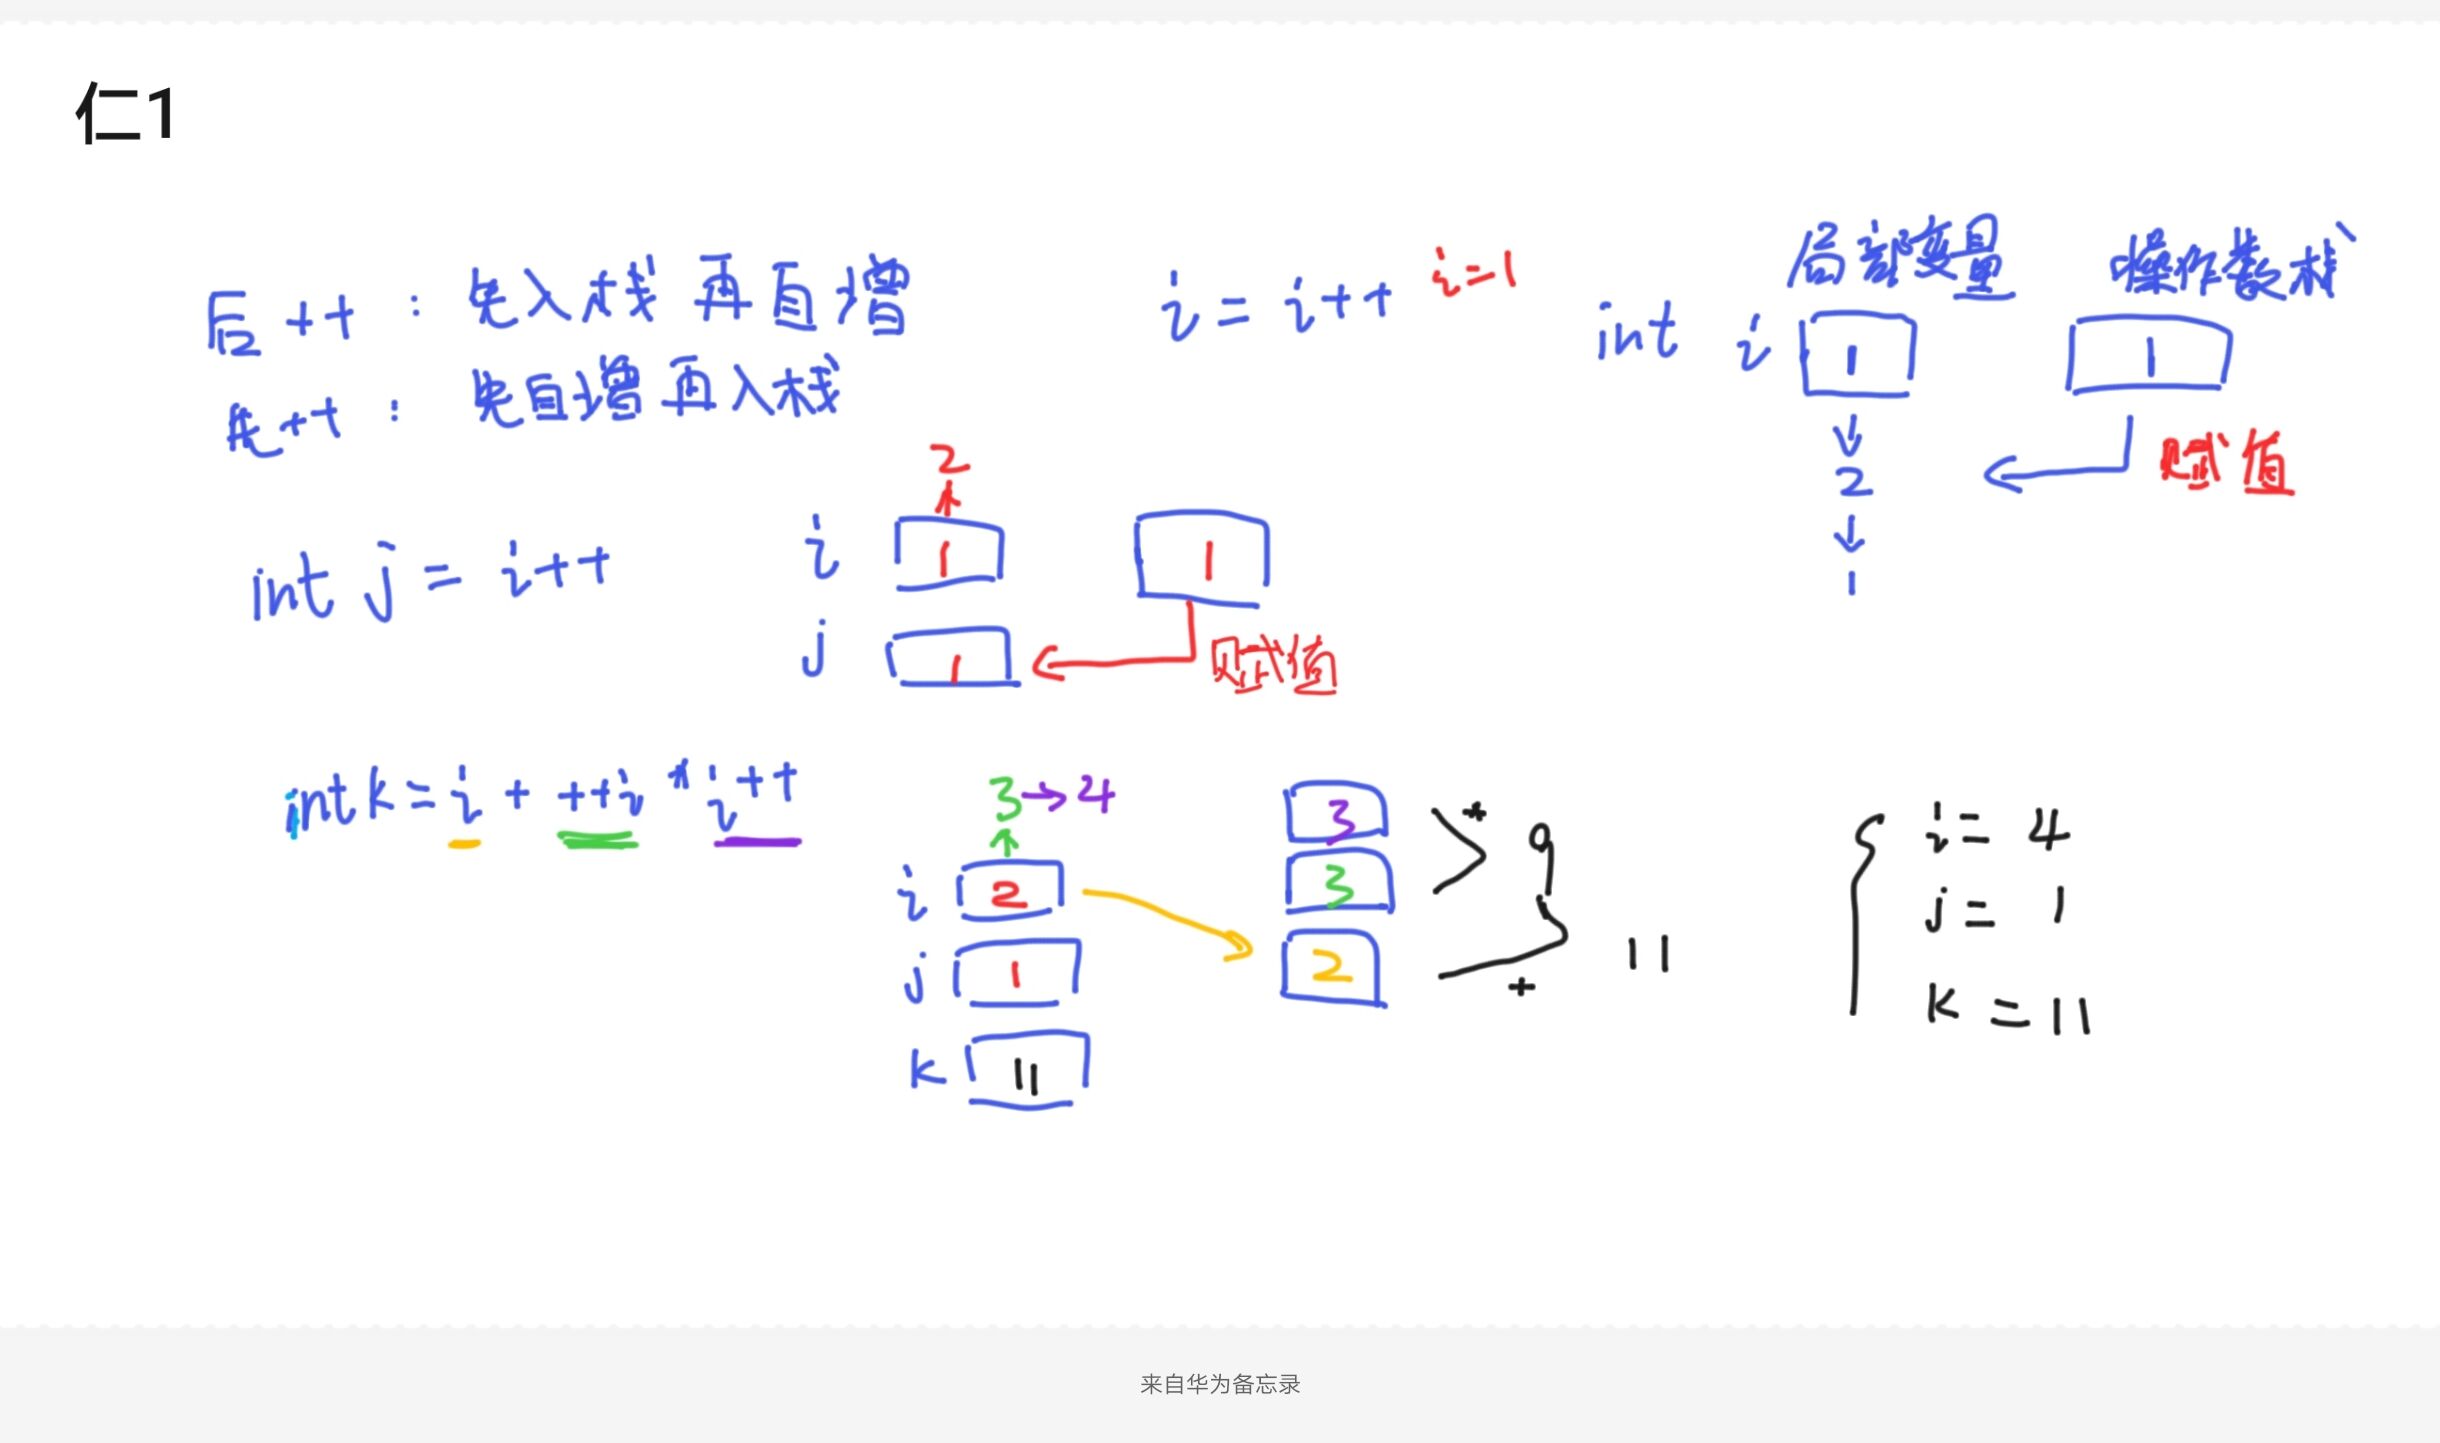 仁1
后++：先入栈 再自增
先++：先自增再入栈
i = i++ i=1
局部变量 操作数栈
int i 1 1
2
1
赋值
int j = i++
2
i 1 1
j 1 赋值
int k = i + ++i * i++
3→4
i 2
j 1
k 11
3
3
2
* 9
+ 11
i = 4
j = 1
k = 11
来自华为备忘录